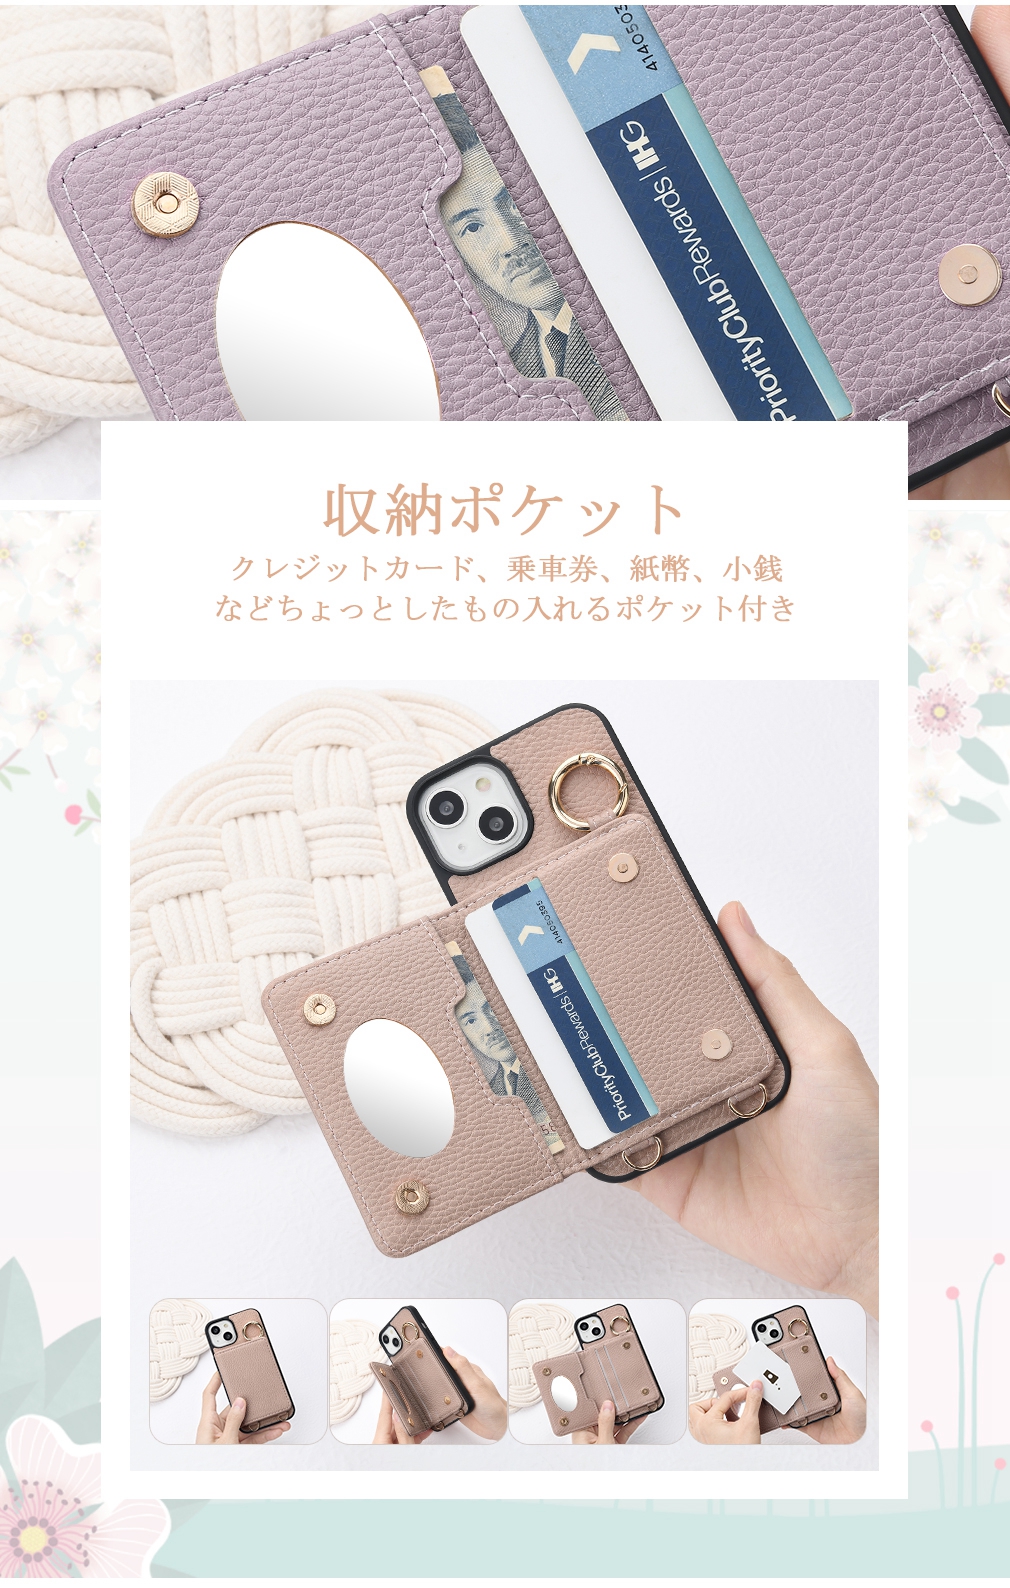 4140503
IHG
PriorityClubRewards
収納ポケット
クレジットカード、乗車券、紙幣、小銭
などちょっとしたもの入れるポケット付き
414050395
IHG
PriorityClubRewards